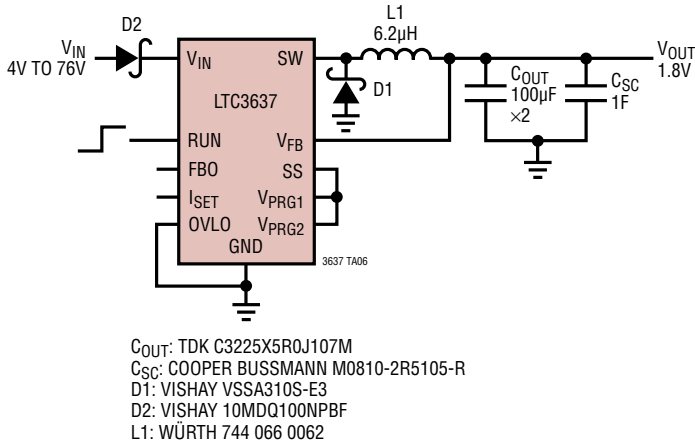 D2
V_IN
4V TO 76V
L1
6.2µH
V_IN
SW
LTC3637
D1
RUN
V_FB
FBO
SS
I_SET
V_PRG1
OVLO
V_PRG2
GND
3637 TA06
C_OUT
100µF
×2
C_SC
1F
V_OUT
1.8V
C_OUT: TDK C3225X5R0J107M
C_SC: COOPER BUSSMANN M0810-2R5105-R
D1: VISHAY VSSA310S-E3
D2: VISHAY 10MDQ100NPBF
L1: WÜRTH 744 066 0062